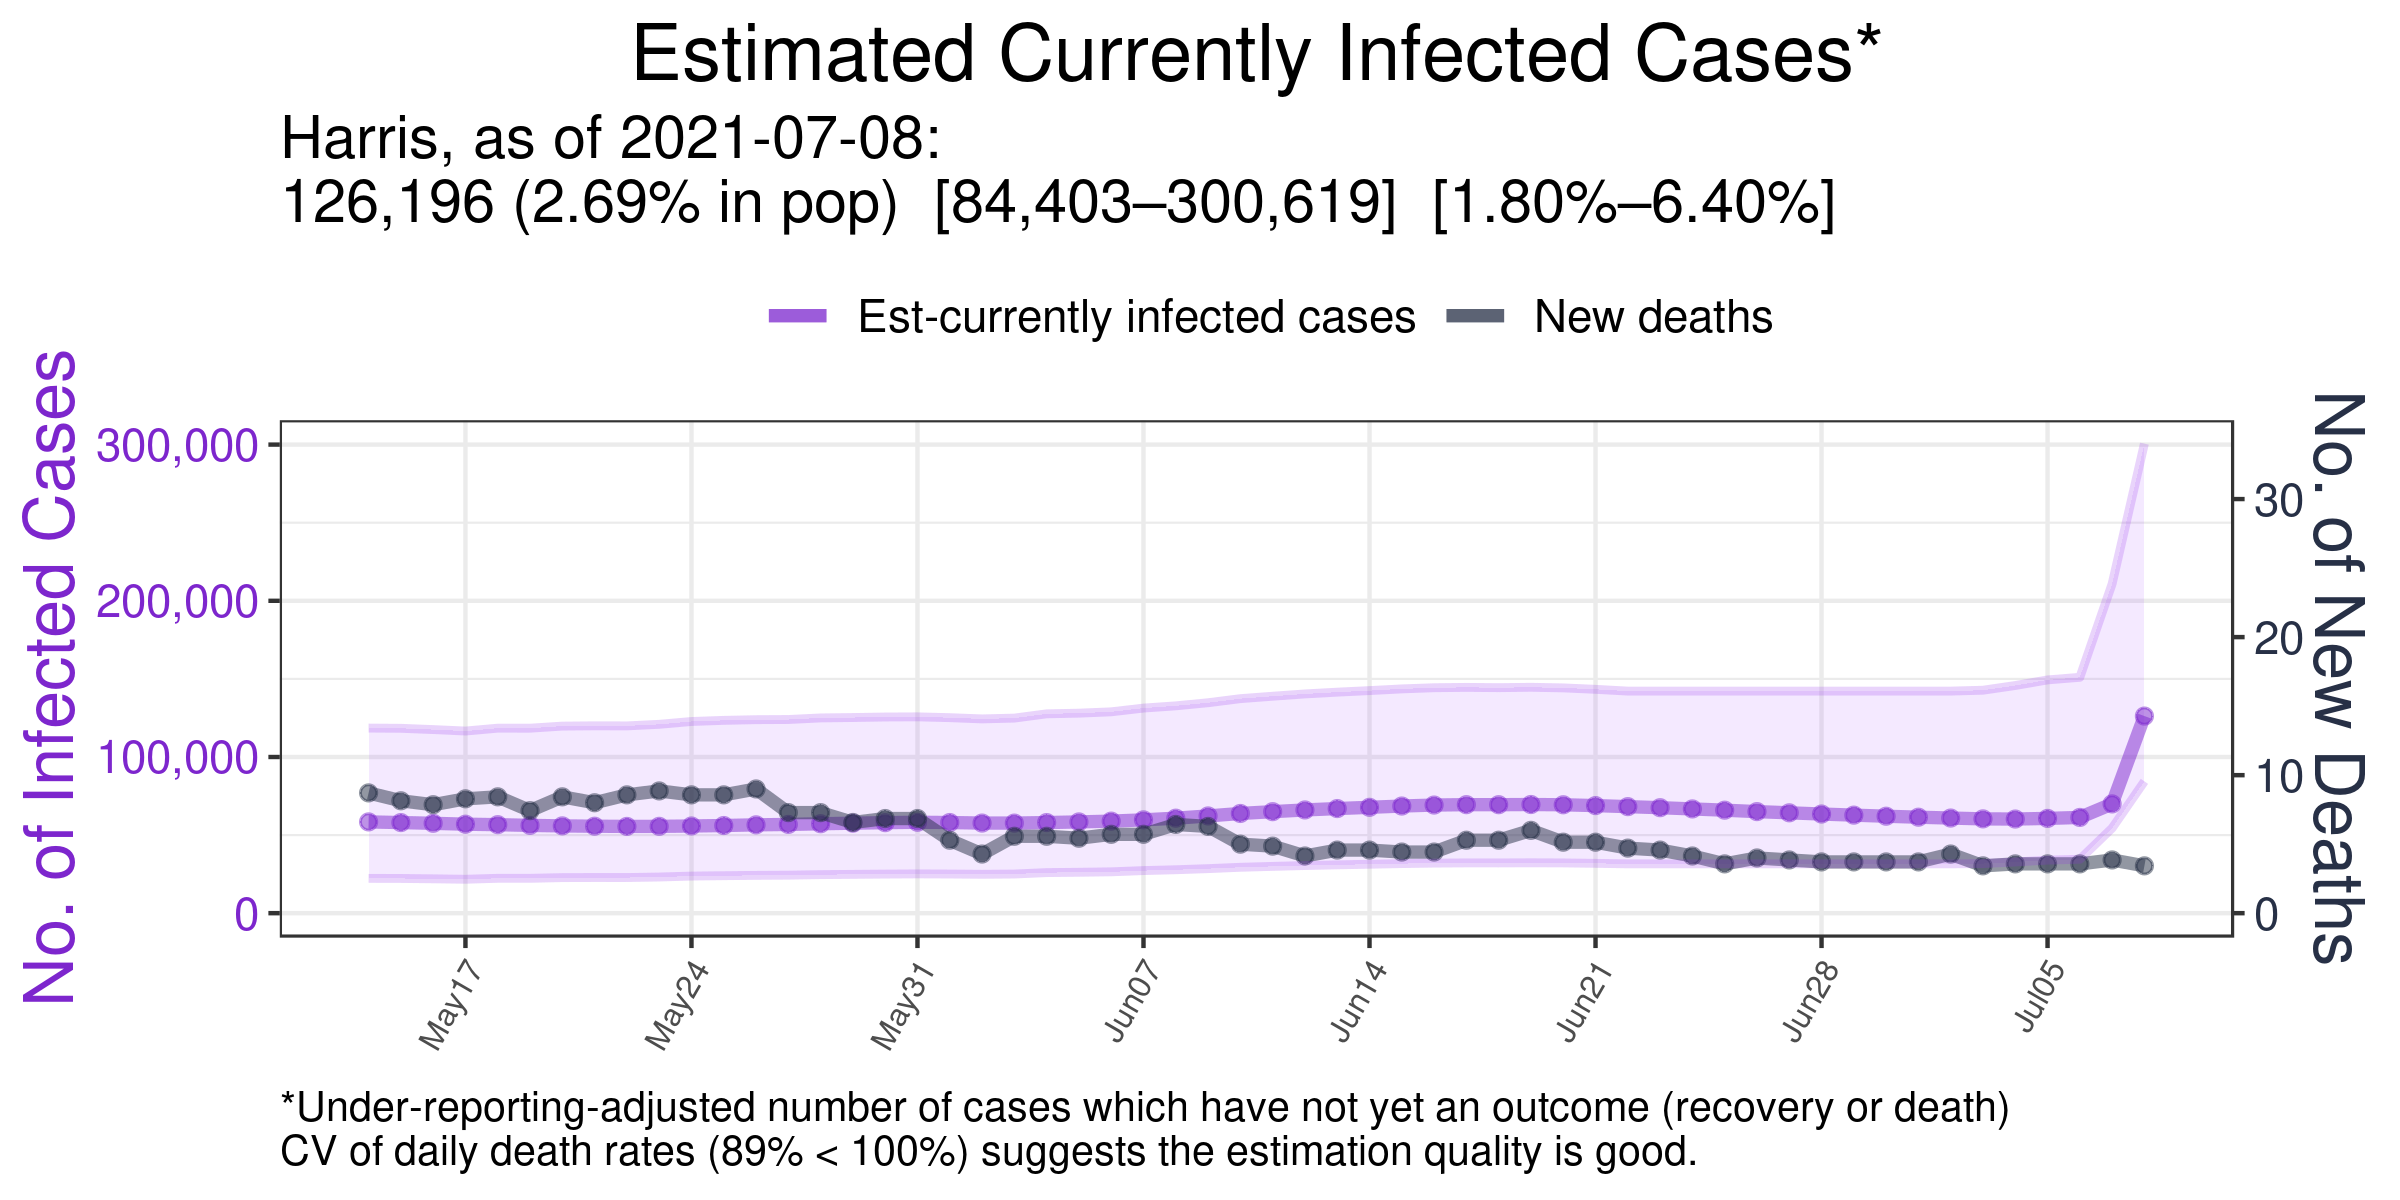 Estimated Currently Infected Cases*
Harris, as of 2021-07-08:
126,196 (2.69% in pop)  [84,403–300,619]  [1.80%–6.40%]
Est-currently infected cases
New deaths
No. of Infected Cases
300,000
200,000
100,000
0
30
20
10
0
No. of New Deaths
May17
May24
May31
Jun07
Jun14
Jun21
Jun28
Jul05
*Under-reporting-adjusted number of cases which have not yet an outcome (recovery or death)
CV of daily death rates (89% < 100%) suggests the estimation quality is good.